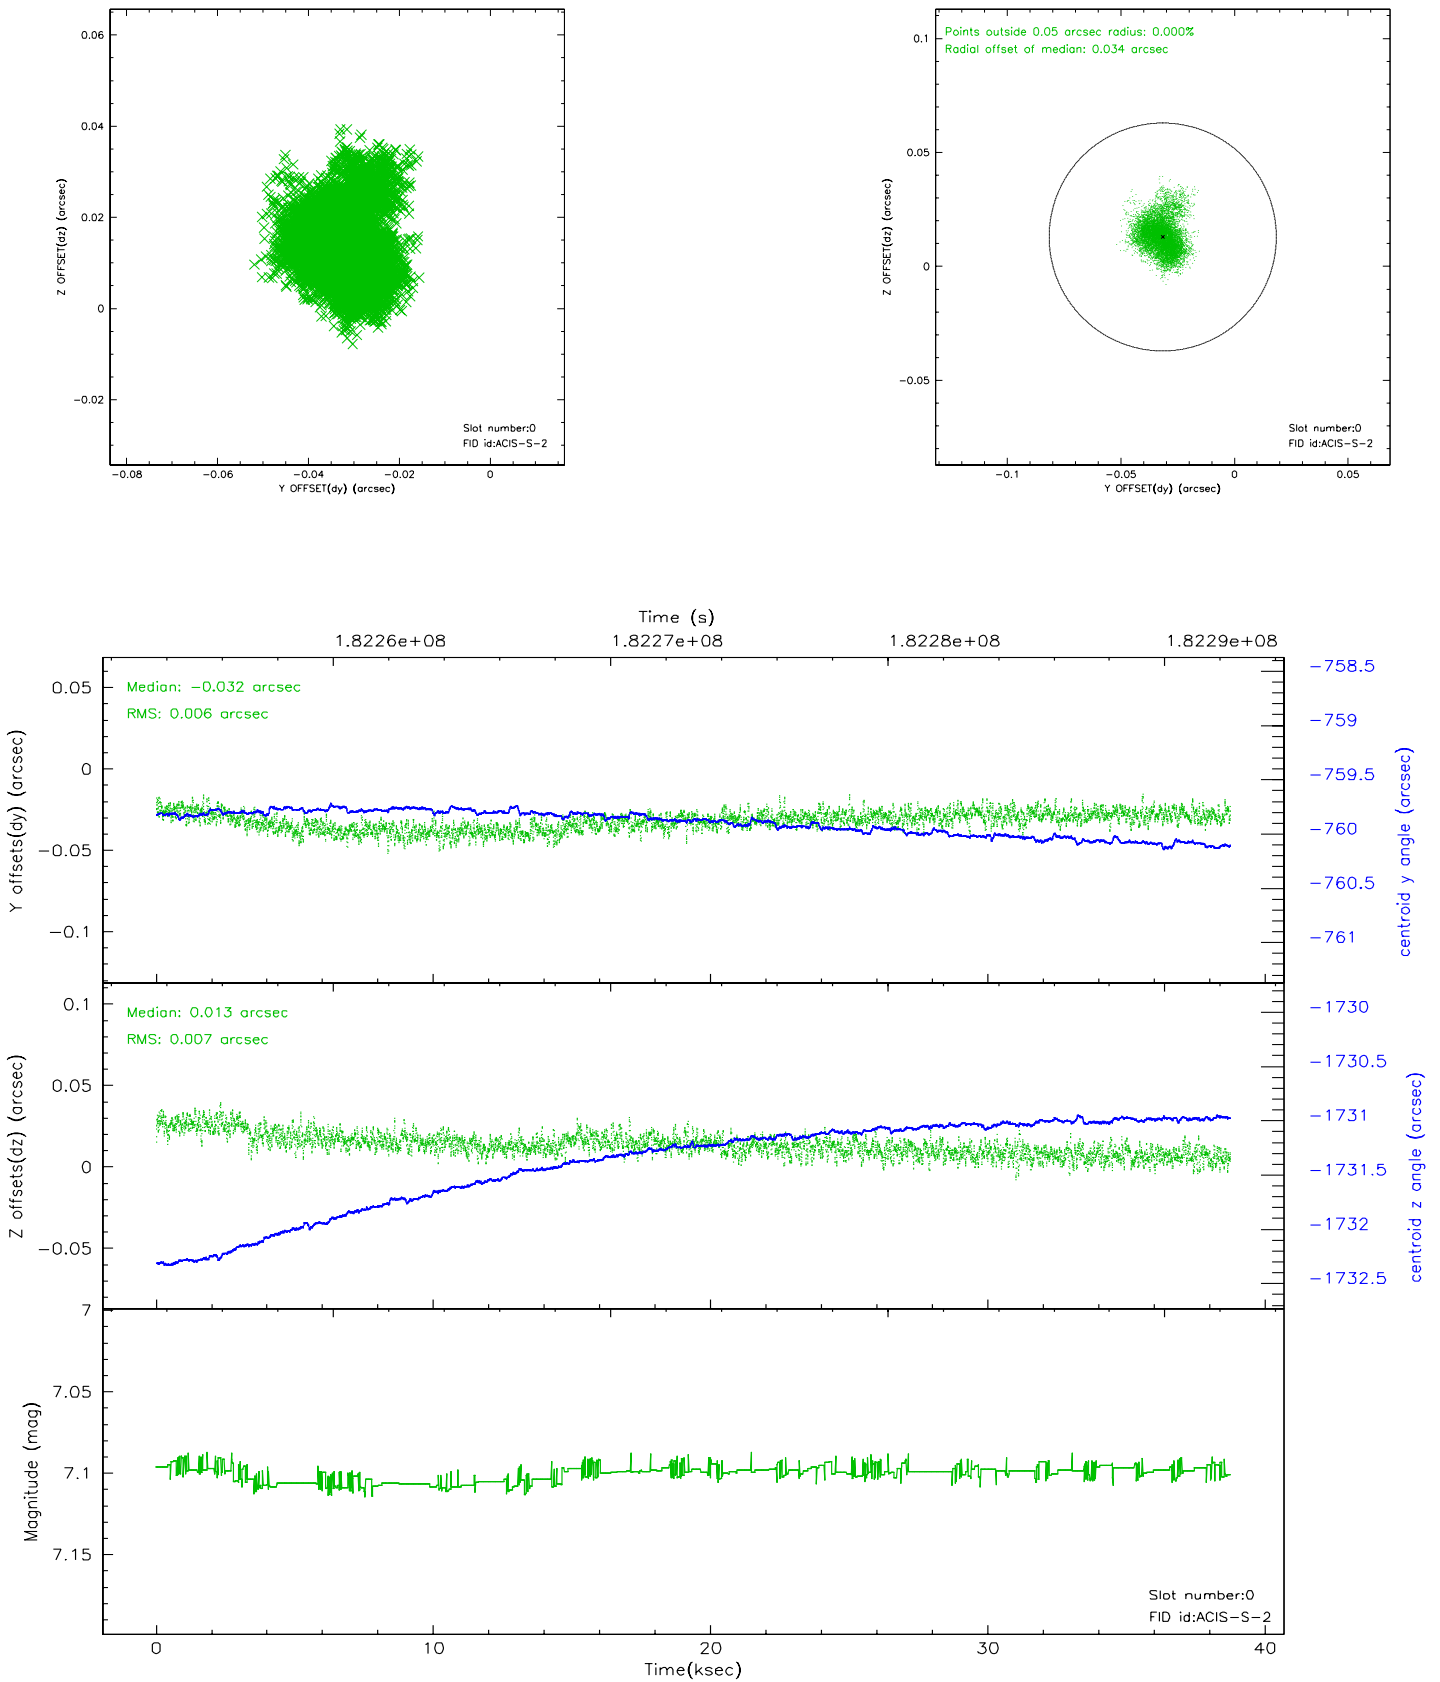 0.06
0.04
0.02
0
−0.02
Z OFFSET(dz) (arcsec)
Slot number:0
FID id:ACIS−S−2
−0.08 −0.06 −0.04 −0.02 0
Y OFFSET(dy) (arcsec)
Points outside 0.05 arcsec radius: 0.000%
Radial offset of median: 0.034 arcsec
0.1
0.05
0
−0.05
Z OFFSET(dz) (arcsec)
Slot number:0
FID id:ACIS−S−2
−0.1 −0.05 0 0.05
Y OFFSET(dy) (arcsec)
Time (s)
1.8226e+08 1.8227e+08 1.8228e+08 1.8229e+08
Median: −0.032 arcsec
RMS: 0.006 arcsec
0.05
0
−0.05
−0.1
Y offsets(dy) (arcsec)
−758.5
−759
−759.5
−760
−760.5
−761
centroid y angle (arcsec)
Median: 0.013 arcsec
RMS: 0.007 arcsec
0.1
0.05
0
−0.05
Z offsets(dz) (arcsec)
−1730
−1730.5
−1731
−1731.5
−1732
−1732.5
centroid z angle (arcsec)
7
7.05
7.1
7.15
Magnitude (mag)
Slot number:0
FID id:ACIS−S−2
0 10 20 30 40
Time(ksec)